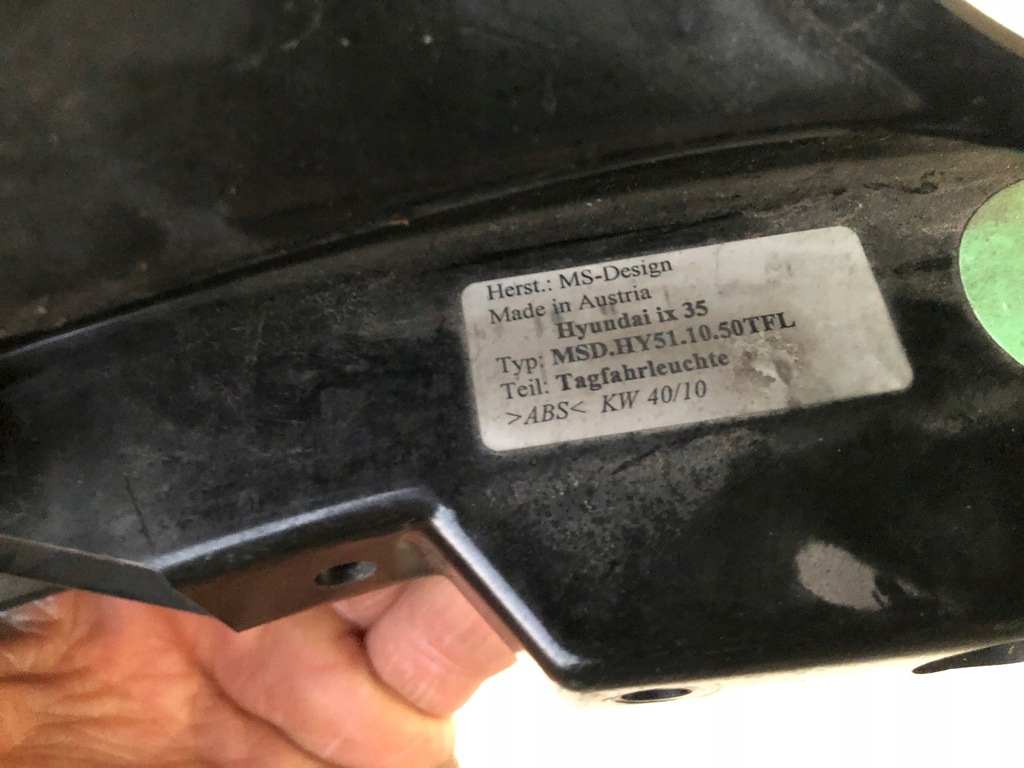 Herst.: MS-Design
Made in Austria
Hyundai ix 35
Typ: MSD.HY51.10.50TFL
Teil: Tagfahrleuchte
>ABS< KW 40/10